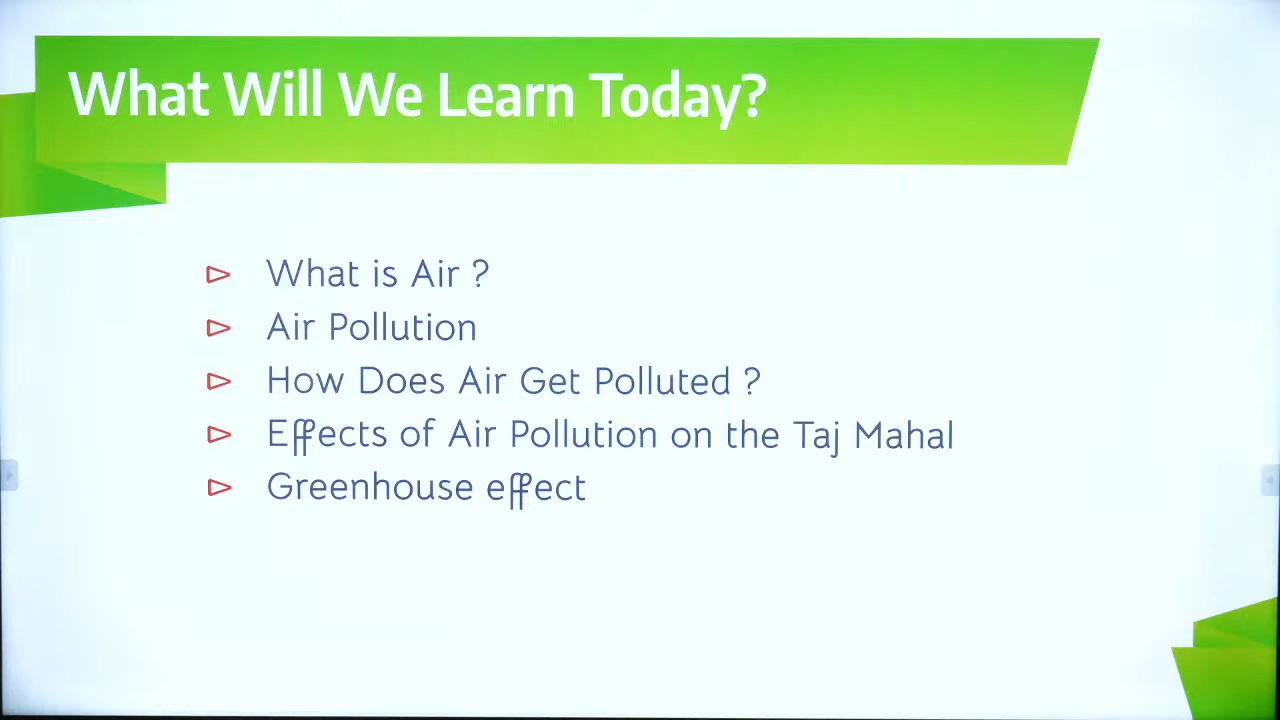 What Will We Learn Today?
What is Air ?
Air Pollution
How Does Air Get Polluted ?
Effects of Air Pollution on the Taj Mahal
Greenhouse effect